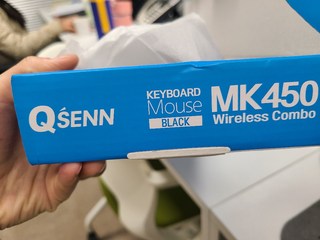 QSENN
KEYBOARD
Mouse
BLACK
MK450
Wireless Combo